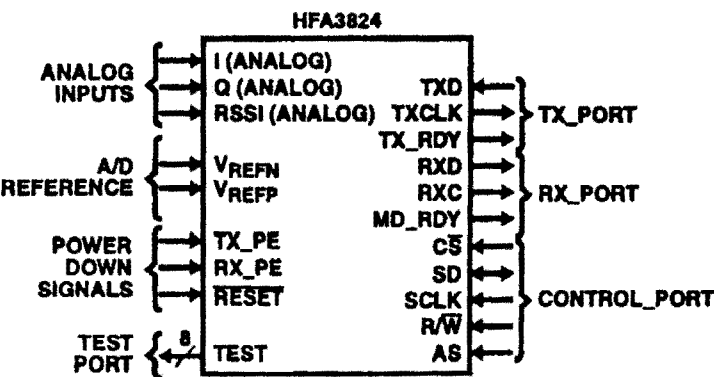 HFA3824
ANALOG
INPUTS
I (ANALOG)
Q (ANALOG)
RSSI (ANALOG)
A/D
REFERENCE
VREFN
VREFP
POWER
DOWN
SIGNALS
TX_PE
RX_PE
RESET
TEST
PORT
8
TEST
TXD
TXCLK
TX_RDY
TX_PORT
RXD
RXC
MD_RDY
RX_PORT
CS
SD
SCLK
R/W
AS
CONTROL_PORT